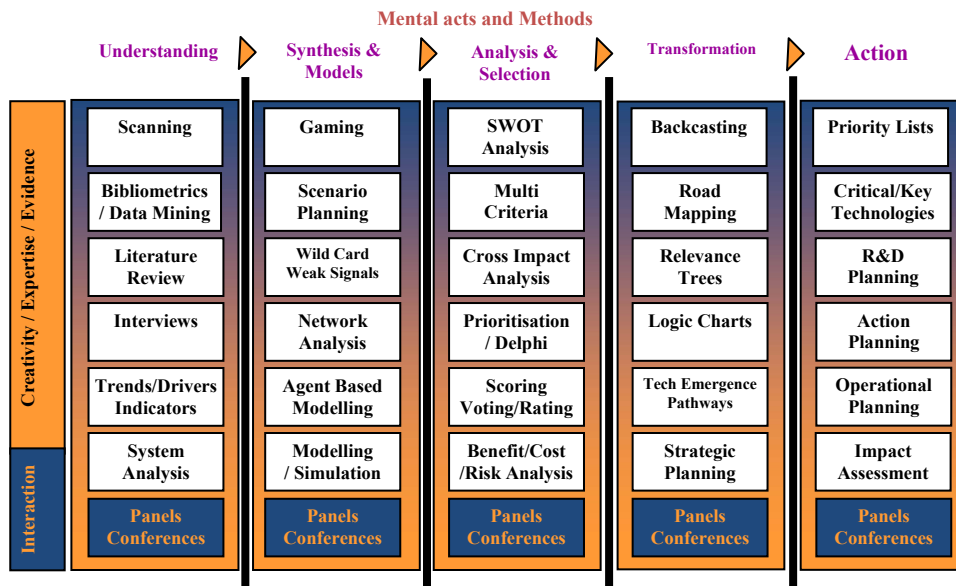 Mental acts and Methods
Understanding
Synthesis &
Models
Analysis &
Selection
Transformation
Action
Creativity / Expertise / Evidence
Interaction
Scanning
Bibliometrics
/ Data Mining
Literature
Review
Interviews
Trends/Drivers
Indicators
System
Analysis
Panels
Conferences
Gaming
Scenario
Planning
Wild Card
Weak Signals
Network
Analysis
Agent Based
Modelling
Modelling
/ Simulation
Panels
Conferences
SWOT
Analysis
Multi
Criteria
Cross Impact
Analysis
Prioritisation
/ Delphi
Scoring
Voting/Rating
Benefit/Cost
/Risk Analysis
Panels
Conferences
Backcasting
Road
Mapping
Relevance
Trees
Logic Charts
Tech Emergence
Pathways
Strategic
Planning
Panels
Conferences
Priority Lists
Critical/Key
Technologies
R&D
Planning
Action
Planning
Operational
Planning
Impact
Assessment
Panels
Conferences